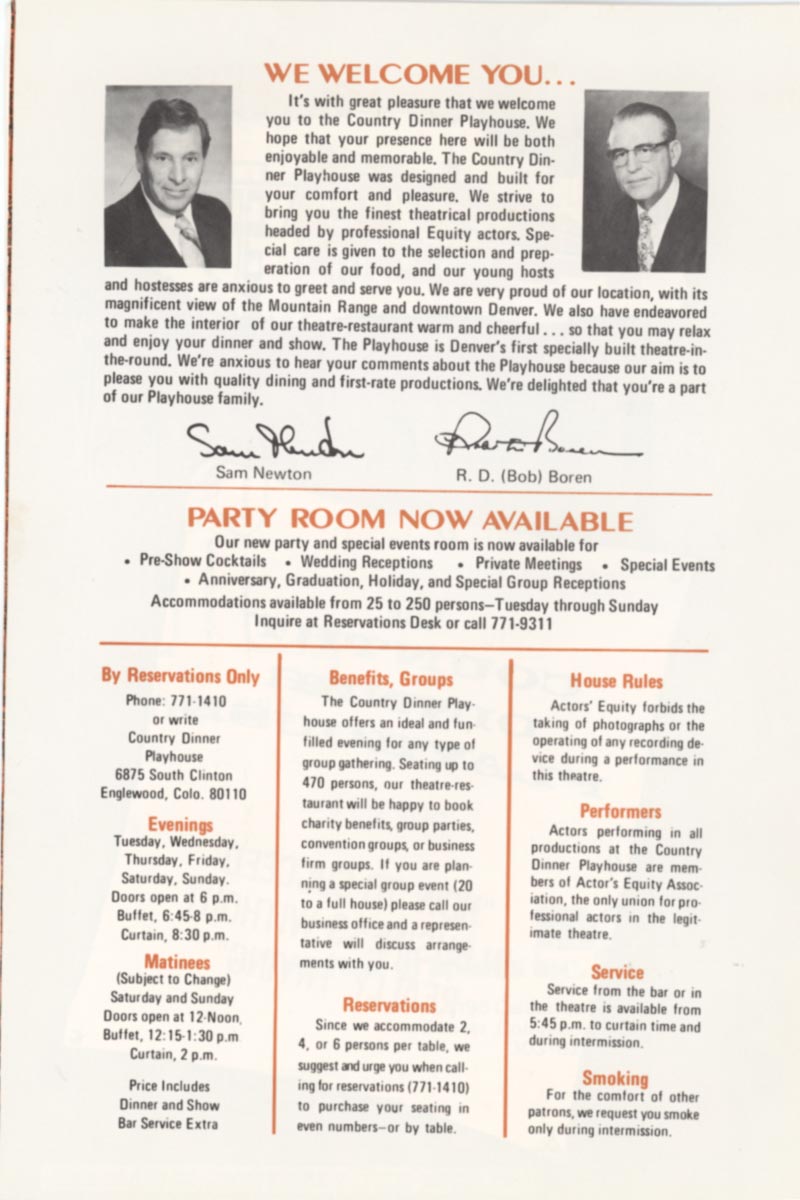 WE WELCOME YOU...
It's with great pleasure that we welcome
you to the Country Dinner Playhouse. We
hope that your presence here will be both
enjoyable and memorable. The Country Din-
ner Playhouse was designed and built for
your comfort and pleasure. We strive to
bring you the finest theatrical productions
headed by professional Equity actors. Spe-
cial care is given to the selection and prep-
eration of our food, and our young hosts
and hostesses are anxious to greet and serve you. We are very proud of our location, with its
magnificent view of the Mountain Range and downtown Denver. We also have endeavored
to make the interior of our theatre-restaurant warm and cheerful . . . so that you may relax
and enjoy your dinner and show. The Playhouse is Denver's first specially built theatre-in-
the-round. We're anxious to hear your comments about the Playhouse because our aim is to
please you with quality dining and first-rate productions. We're delighted that you're a part
of our Playhouse family.
Sam Newton
R. D. (Bob) Boren
PARTY ROOM NOW AVAILABLE
Our new party and special events room is now available for
• Pre-Show Cocktails • Wedding Receptions • Private Meetings • Special Events
• Anniversary, Graduation, Holiday, and Special Group Receptions
Accommodations available from 25 to 250 persons—Tuesday through Sunday
Inquire at Reservations Desk or call 771-9311
By Reservations Only
Phone: 771-1410
or write
Country Dinner
Playhouse
6875 South Clinton
Englewood, Colo. 80110
Evenings
Tuesday, Wednesday,
Thursday, Friday,
Saturday, Sunday.
Doors open at 6 p.m.
Buffet, 6:45-8 p.m.
Curtain, 8:30 p.m.
Matinees
(Subject to Change)
Saturday and Sunday
Doors open at 12-Noon,
Buffet, 12:15-1:30 p.m
Curtain, 2 p.m.
Price Includes
Dinner and Show
Bar Service Extra
Benefits, Groups
The Country Dinner Play-
house offers an ideal and fun-
filled evening for any type of
group gathering. Seating up to
470 persons, our theatre-res-
taurant will be happy to book
charity benefits, group parties,
convention groups, or business
firm groups. If you are plan-
ning a special group event (20
to a full house) please call our
business office and a represen-
tative will discuss arrange-
ments with you.
Reservations
Since we accommodate 2,
4, or 6 persons per table, we
suggest and urge you when call-
ing for reservations (771-1410)
to purchase your seating in
even numbers—or by table.
House Rules
Actors' Equity forbids the
taking of photographs or the
operating of any recording de-
vice during a performance in
this theatre.
Performers
Actors performing in all
productions at the Country
Dinner Playhouse are mem-
bers of Actor's Equity Assoc-
iation, the only union for pro-
fessional actors in the legit-
imate theatre.
Service
Service from the bar or in
the theatre is available from
5:45 p.m. to curtain time and
during intermission.
Smoking
For the comfort of other
patrons, we request you smoke
only during intermission.